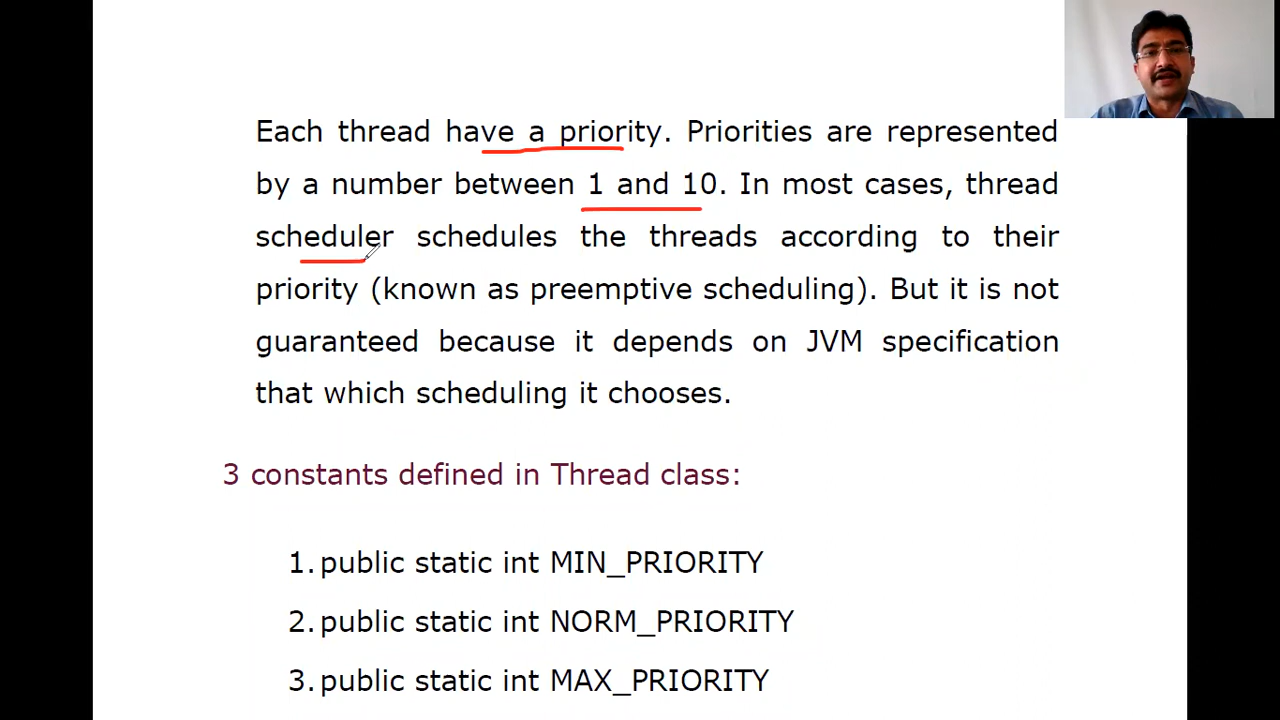 Each thread have a priority. Priorities are represented
by a number between 1 and 10. In most cases, thread
scheduler schedules the threads according to their
priority (known as preemptive scheduling). But it is not
guaranteed because it depends on JVM specification
that which scheduling it chooses.
3 constants defined in Thread class:
1. public static int MIN_PRIORITY
2. public static int NORM_PRIORITY
3. public static int MAX_PRIORITY